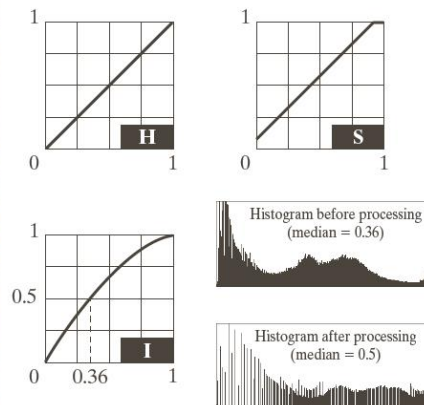 1
H
0
1
1
S
0
1
1
0.5
I
0
0.36
1
Histogram before processing
(median = 0.36)
Histogram after processing
(median = 0.5)